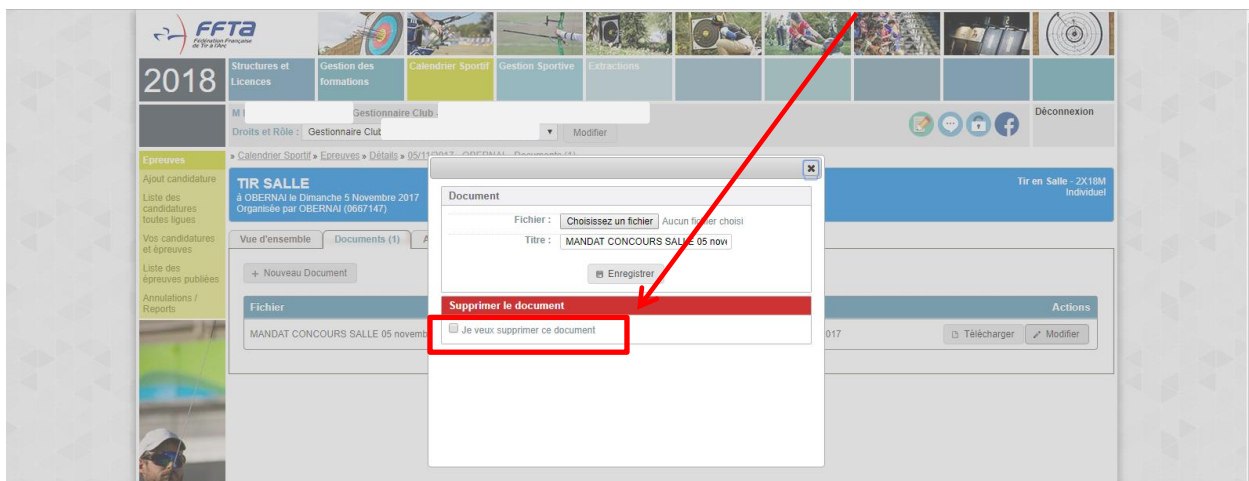 FFTA
Fédération Française
de Tir à l'Arc
2018
Structures et
Licences
Gestion des
formations
Calendrier Sportif
Gestion Sportive
Extractions
M
Gestionnaire Club -
Déconnexion
Droits et Rôle :
Gestionnaire Club
Modifier
Epreuves
Ajout candidature
Liste des
candidatures
toutes ligues
Vos candidatures
et épreuves
Liste des
épreuves publiées
Annulations /
Reports
» Calendrier Sportif » Epreuves » Détails » 05/11/2017 - OBERNAI - Documents (1)
TIR SALLE
à OBERNAI le Dimanche 5 Novembre 2017
Organisée par OBERNAI (0667147)
Tir en Salle - 2X18M
Individuel
Vue d'ensemble
Documents (1)
A
+ Nouveau Document
Fichier
Actions
MANDAT CONCOURS SALLE 05 novemb
017
Télécharger
Modifier
Document
Fichier :
Choisissez un fichier
Aucun fichier choisi
Titre :
MANDAT CONCOURS SALLE 05 nove
Enregistrer
Supprimer le document
Je veux supprimer ce document